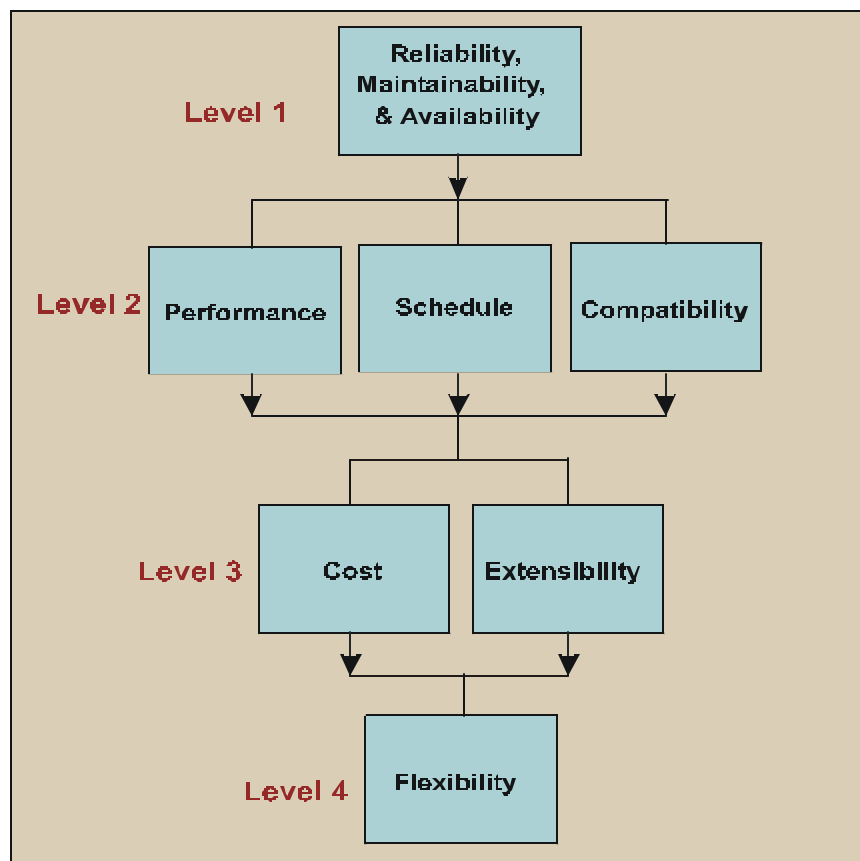 Reliability,
Maintainability,
& Availability
Level 1
Level 2
Performance
Schedule
Compatibility
Level 3
Cost
Extensibility
Level 4
Flexibility